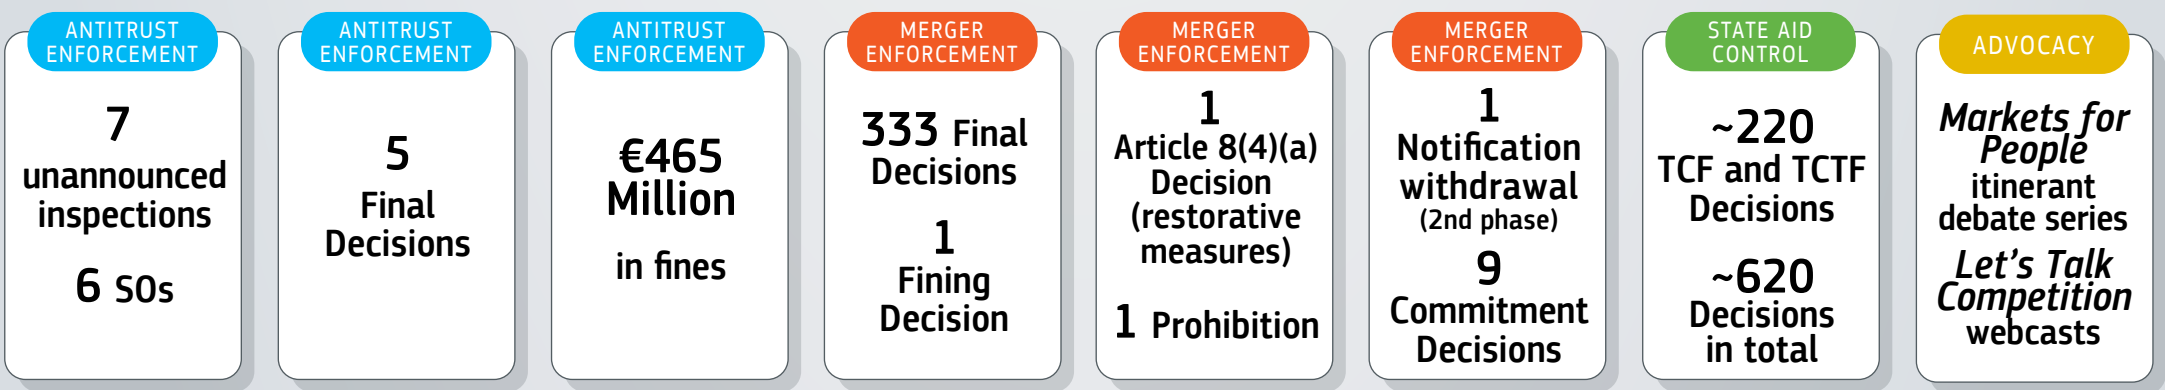 ANTITRUST
ENFORCEMENT
7
unannounced
inspections
6 SOs
ANTITRUST
ENFORCEMENT
5
Final
Decisions
ANTITRUST
ENFORCEMENT
€465
Million
in fines
MERGER
ENFORCEMENT
333 Final
Decisions
1
Fining
Decision
MERGER
ENFORCEMENT
1
Article 8(4)(a)
Decision
(restorative
measures)
1 Prohibition
MERGER
ENFORCEMENT
1
Notification
withdrawal
(2nd phase)
9
Commitment
Decisions
STATE AID
CONTROL
~220
TCF and TCTF
Decisions
~620
Decisions
in total
ADVOCACY
Markets for
People
itinerant
debate series
Let's Talk
Competition
webcasts